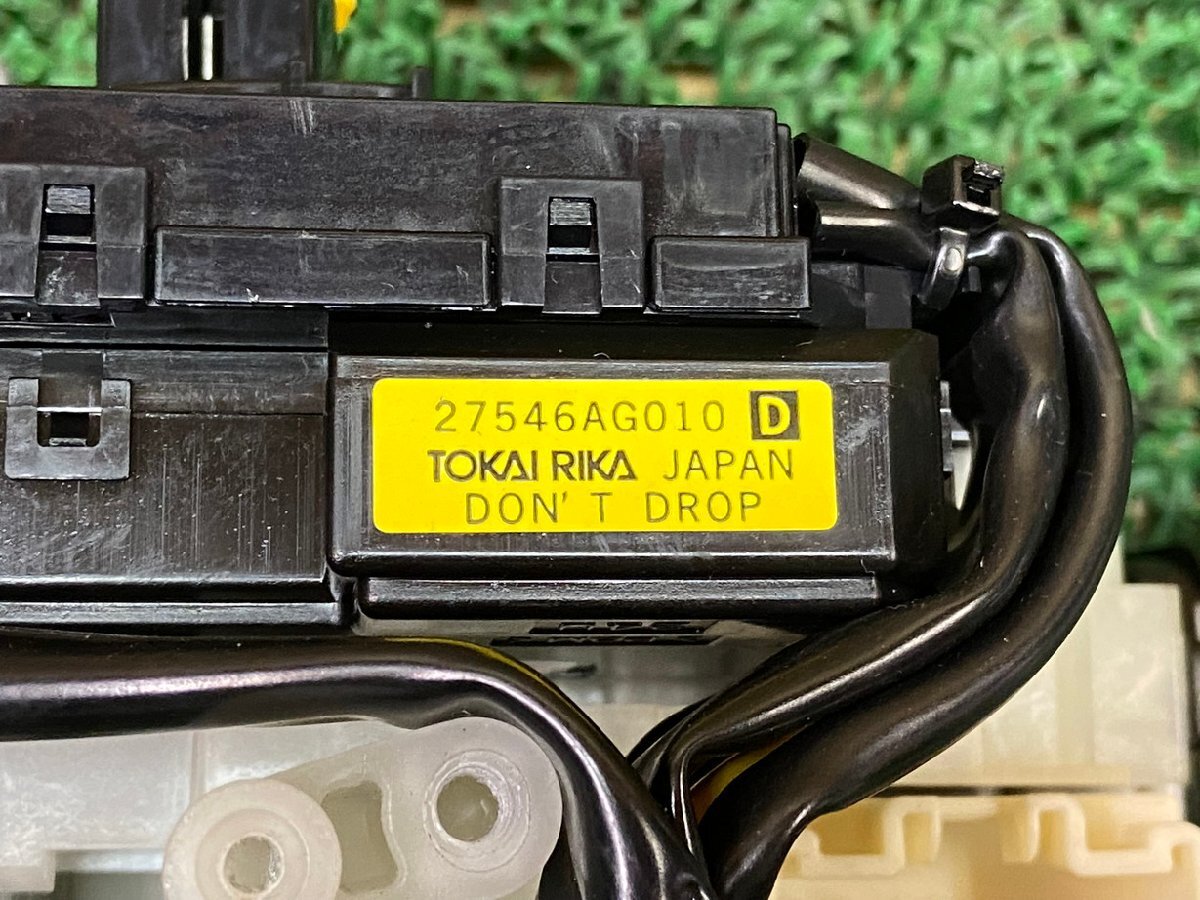 27546AG010 D
TOKAI RIKA JAPAN
DON'T DROP